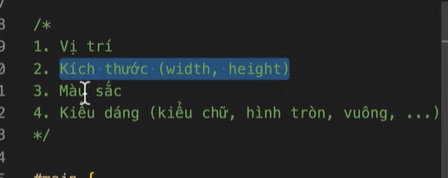 /*
1. Vị trí
2. Kích thước (width, height)
3. Màu sắc
4. Kiểu dáng (kiểu chữ, hình tròn, vuông, ...)
*/
#main {